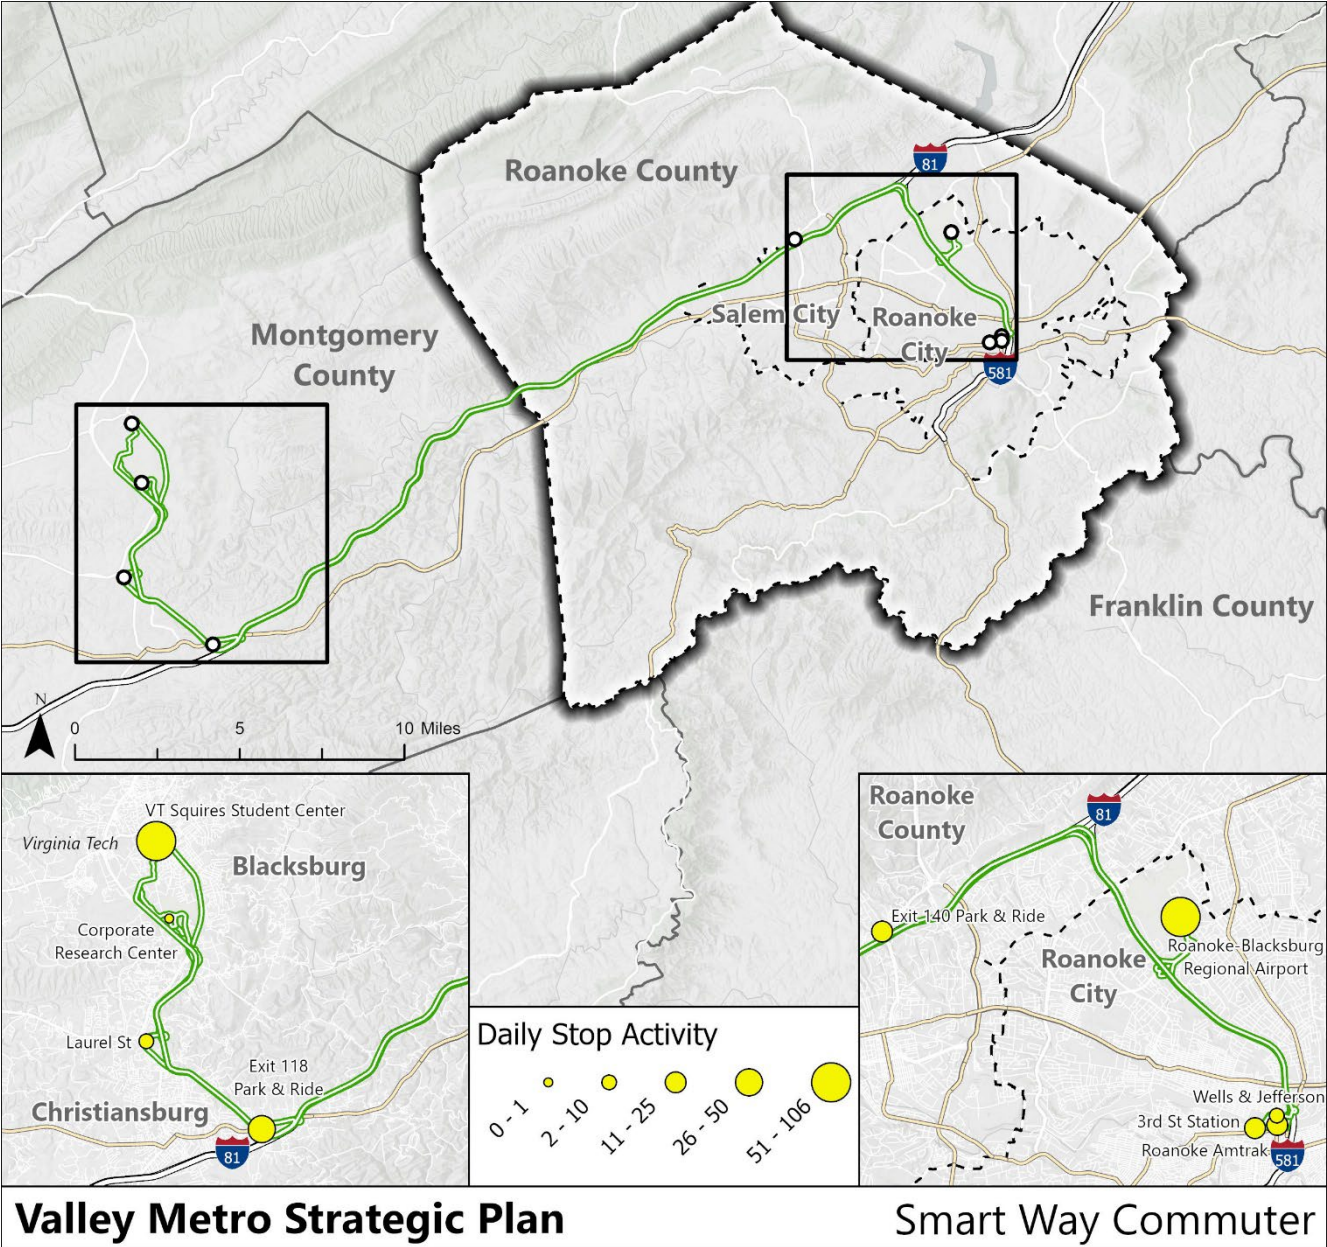 81
Roanoke County
Salem City
Roanoke
City
581
Montgomery
County
Franklin County
N
0 5 10 Miles
VT Squires Student Center
Virginia Tech
Blacksburg
Corporate
Research Center
Laurel St
Exit 118
Park & Ride
Christiansburg
81
Daily Stop Activity
0 - 1
2 - 10
11 - 25
26 - 50
51 - 106
Roanoke
County
81
Exit 140 Park & Ride
Roanoke-Blacksburg
Regional Airport
Roanoke
City
Wells & Jefferson
3rd St Station
Roanoke Amtrak
581
Valley Metro Strategic Plan
Smart Way Commuter